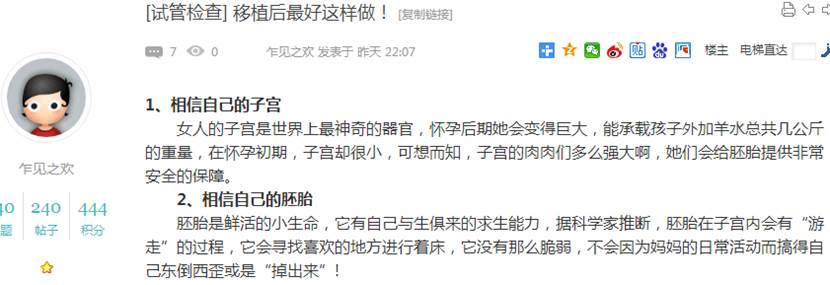 [试管检查] 移植后最好这样做！ [复制链接]
7 0 乍见之欢 发表于 昨天 22:07 楼主 电梯直达
1、相信自己的子宫
女人的子宫是世界上最神奇的器官，怀孕后期她会变得巨大，能承载孩子外加羊水总共几公斤
的重量，在怀孕初期，子宫却很小，可想而知，子宫的肉肉们多么强大啊，她们会给胚胎提供非常
安全的保障。
2、相信自己的胚胎
胚胎是鲜活的小生命，它有自己与生俱来的求生能力，据科学家推断，胚胎在子宫内会有“游
走”的过程，它会寻找喜欢的地方进行着床，它没有那么脆弱，不会因为妈妈的日常活动而搞得自
己东倒西歪或是“掉出来”！
乍见之欢
40 240 444
题 帖子 积分